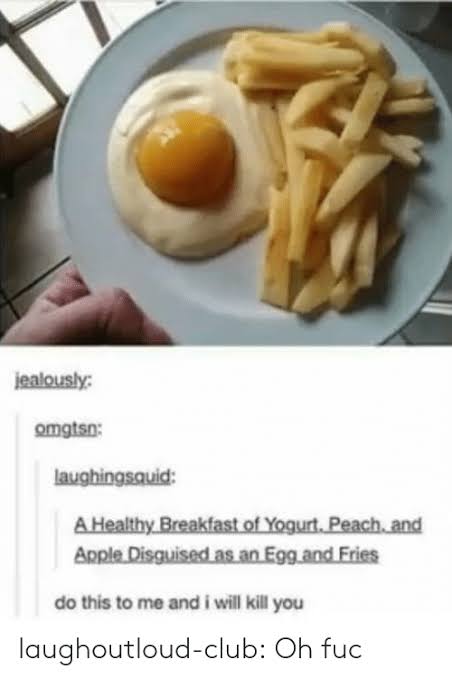 jealously:
omgtsn:
laughingsquid:
A Healthy Breakfast of Yogurt, Peach, and
Apple Disguised as an Egg and Fries
do this to me and i will kill you
laughoutloud-club: Oh fuc